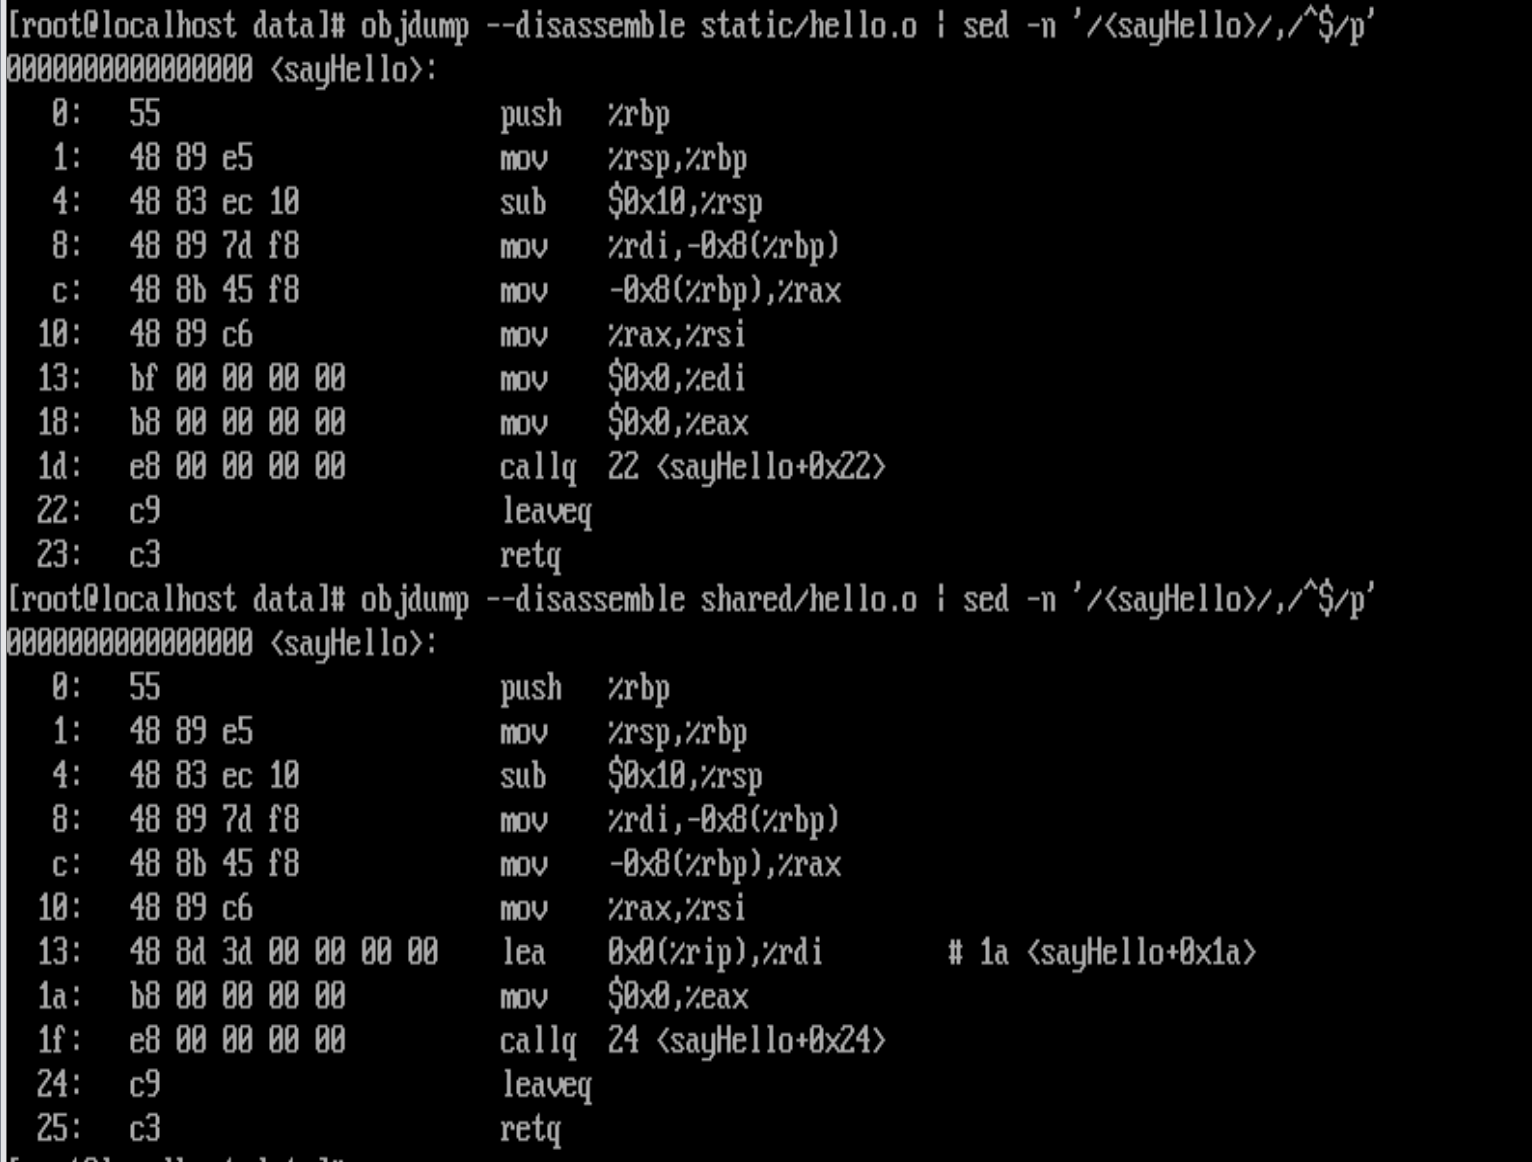 [root@localhost data]# objdump --disassemble static/hello.o | sed -n '/<sayHello>/,/^$/p'
0000000000000000 <sayHello>:
   0:   55                      push   %rbp
   1:   48 89 e5                mov    %rsp,%rbp
   4:   48 83 ec 10             sub    $0x10,%rsp
   8:   48 89 7d f8             mov    %rdi,-0x8(%rbp)
   c:   48 8b 45 f8             mov    -0x8(%rbp),%rax
  10:   48 89 c6                mov    %rax,%rsi
  13:   bf 00 00 00 00          mov    $0x0,%edi
  18:   b8 00 00 00 00          mov    $0x0,%eax
  1d:   e8 00 00 00 00          callq  22 <sayHello+0x22>
  22:   c9                      leaveq
  23:   c3                      retq
[root@localhost data]# objdump --disassemble shared/hello.o | sed -n '/<sayHello>/,/^$/p'
0000000000000000 <sayHello>:
   0:   55                      push   %rbp
   1:   48 89 e5                mov    %rsp,%rbp
   4:   48 83 ec 10             sub    $0x10,%rsp
   8:   48 89 7d f8             mov    %rdi,-0x8(%rbp)
   c:   48 8b 45 f8             mov    -0x8(%rbp),%rax
  10:   48 89 c6                mov    %rax,%rsi
  13:   48 8d 3d 00 00 00 00    lea    0x0(%rip),%rdi        # 1a <sayHello+0x1a>
  1a:   b8 00 00 00 00          mov    $0x0,%eax
  1f:   e8 00 00 00 00          callq  24 <sayHello+0x24>
  24:   c9                      leaveq
  25:   c3                      retq